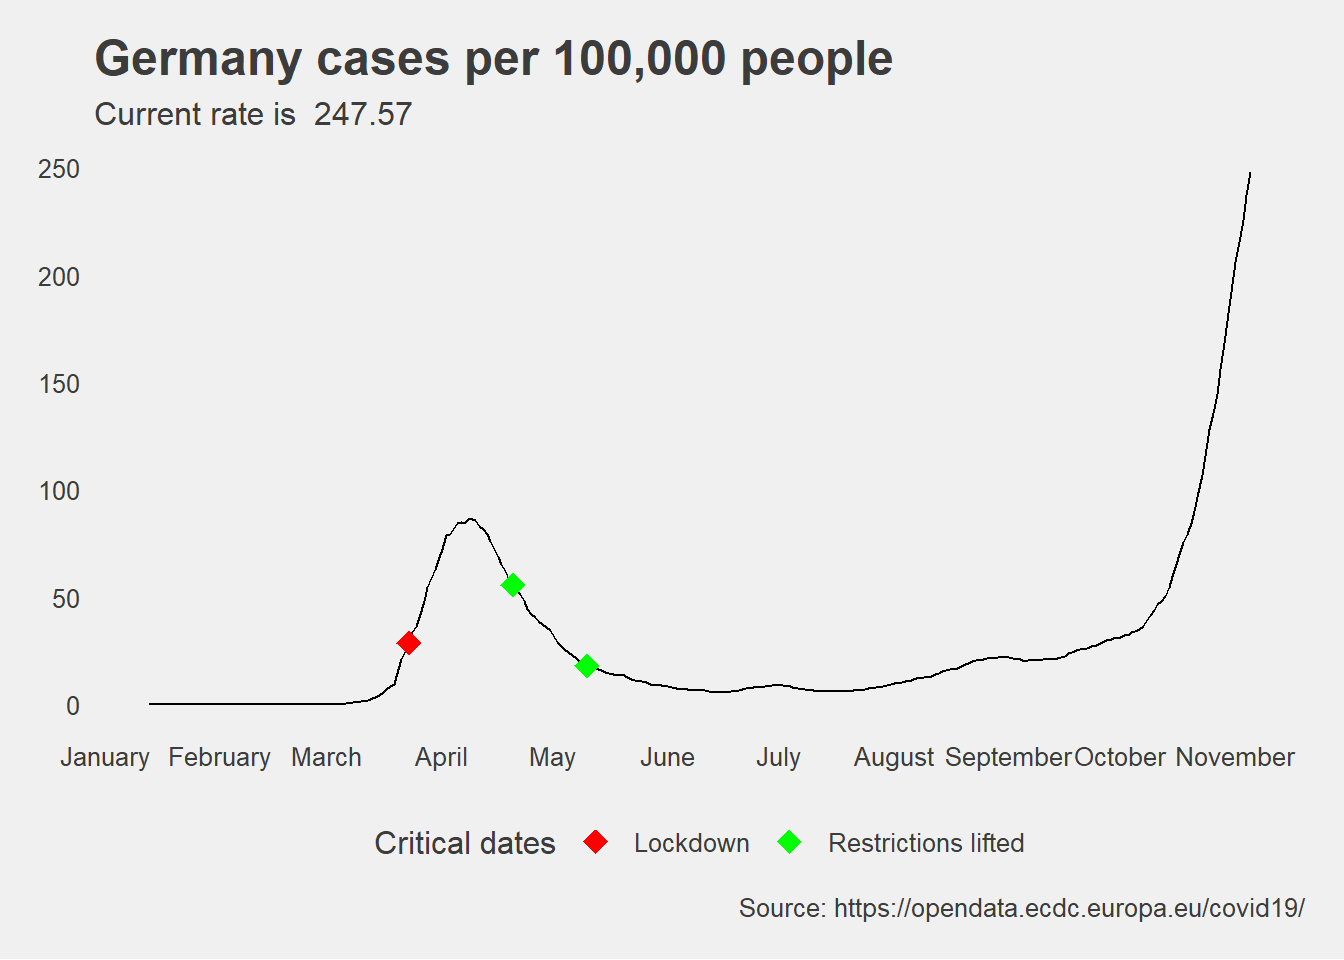 Germany cases per 100,000 people
Current rate is  247.57
250
200
150
100
50
0
January February March April May June July August September October November
Critical dates Lockdown Restrictions lifted
Source: https://opendata.ecdc.europa.eu/covid19/